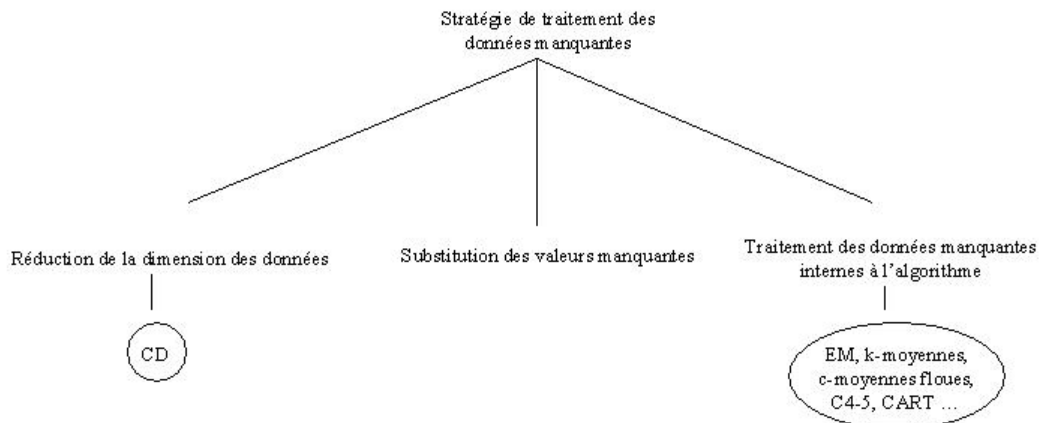 Stratégie de traitement des
données manquantes
Réduction de la dimension des données
Substitution des valeurs manquantes
Traitement des données manquantes
internes à l'algorithme
CD
EM, k-moyennes,
c-moyennes floues,
C4-5, CART ...